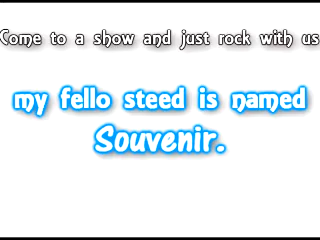 Come to a show and just rock with us
my fello steed is named
Souvenir.